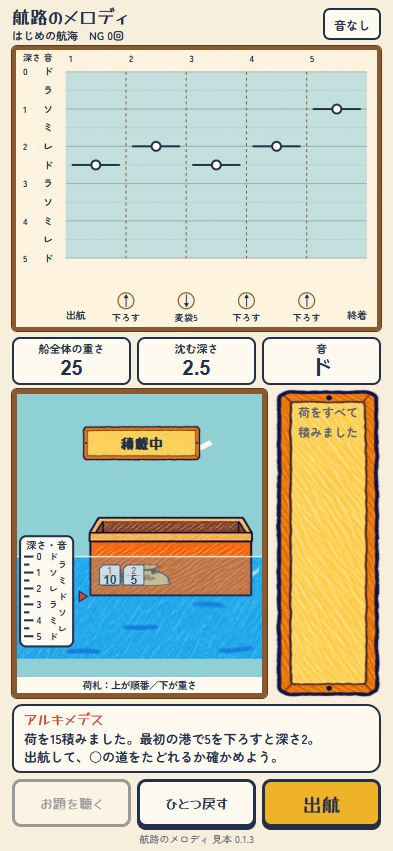 航路のメロディ
はじめの航海　NG 0回
音なし
深さ 音 1 2 3 4 5
0 ド
ラ
1 ソ
ミ
2 レ
ド
3 ラ
ソ
4 ミ
レ
5 ド
出航 下ろす 麦袋5 下ろす 下ろす 終着
船全体の重さ
25
沈む深さ
2.5
音
ド
積載中
荷をすべて
積みました
深さ・音
0 ド
ラ
1 ソ
ミ
2 レ
ド
3 ラ
ソ
4 ミ
レ
5 ド
1 2
10 5
荷札：上が順番／下が重さ
アルキメデス
荷を15積みました。最初の港で5を下ろすと深さ2。
出航して、○の道をたどれるか確かめよう。
お題を聴く
ひとつ戻す
出航
航路のメロディ 見本 0.1.3